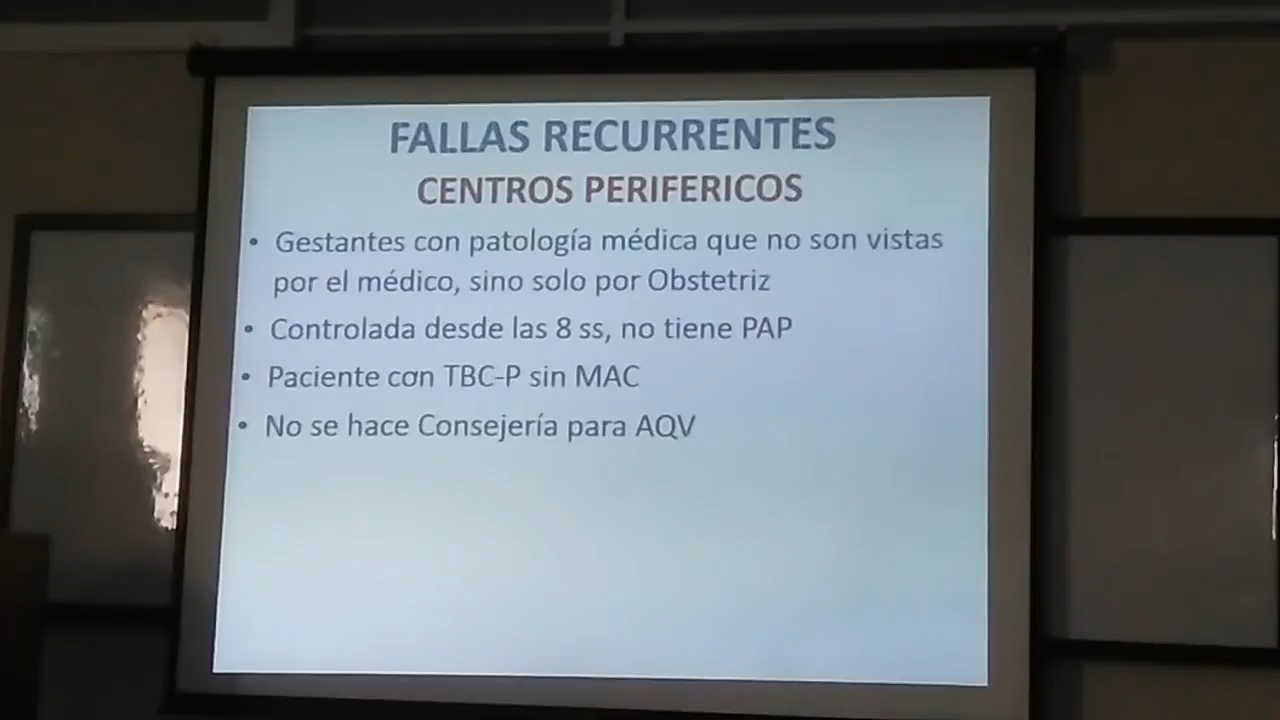 FALLAS RECURRENTES
CENTROS PERIFERICOS
• Gestantes con patología médica que no son vistas
por el médico, sino solo por Obstetriz
• Controlada desde las 8 ss, no tiene PAP
• Paciente con TBC-P sin MAC
• No se hace Consejería para AQV